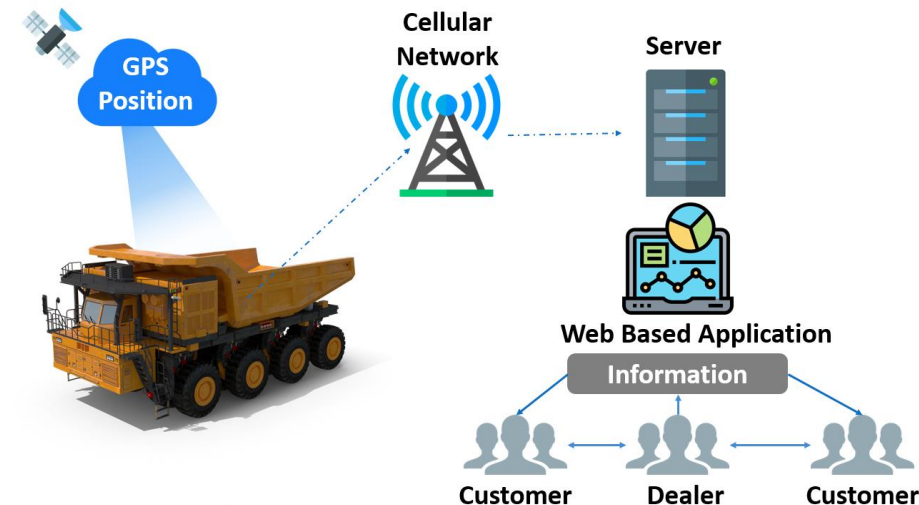 GPS
Position
Cellular
Network
Server
Web Based Application
Information
Customer
Dealer
Customer